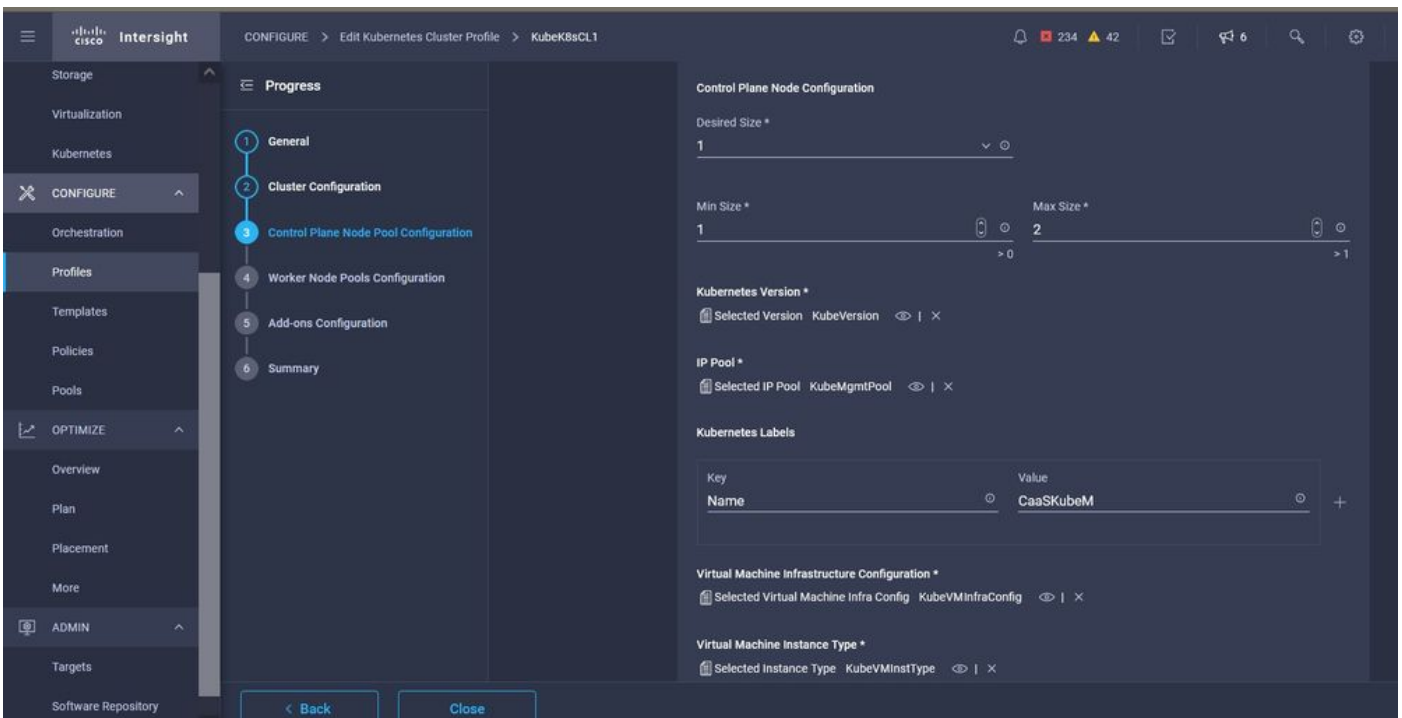 cisco Intersight
CONFIGURE > Edit Kubernetes Cluster Profile > KubeK8sCL1
234 42
6
Storage
Virtualization
Kubernetes
CONFIGURE
Orchestration
Profiles
Templates
Policies
Pools
OPTIMIZE
Overview
Plan
Placement
More
ADMIN
Targets
Software Repository
Progress
1 General
2 Cluster Configuration
3 Control Plane Node Pool Configuration
4 Worker Node Pools Configuration
5 Add-ons Configuration
6 Summary
Control Plane Node Configuration
Desired Size *
1
Min Size * Max Size *
1 2
> 0 > 1
Kubernetes Version *
Selected Version KubeVersion | ×
IP Pool *
Selected IP Pool KubeMgmtPool | ×
Kubernetes Labels
Key Value
Name CaaSKubeM
+
Virtual Machine Infrastructure Configuration *
Selected Virtual Machine Infra Config KubeVMInfraConfig | ×
Virtual Machine Instance Type *
Selected Instance Type KubeVMInstType | ×
< Back Close